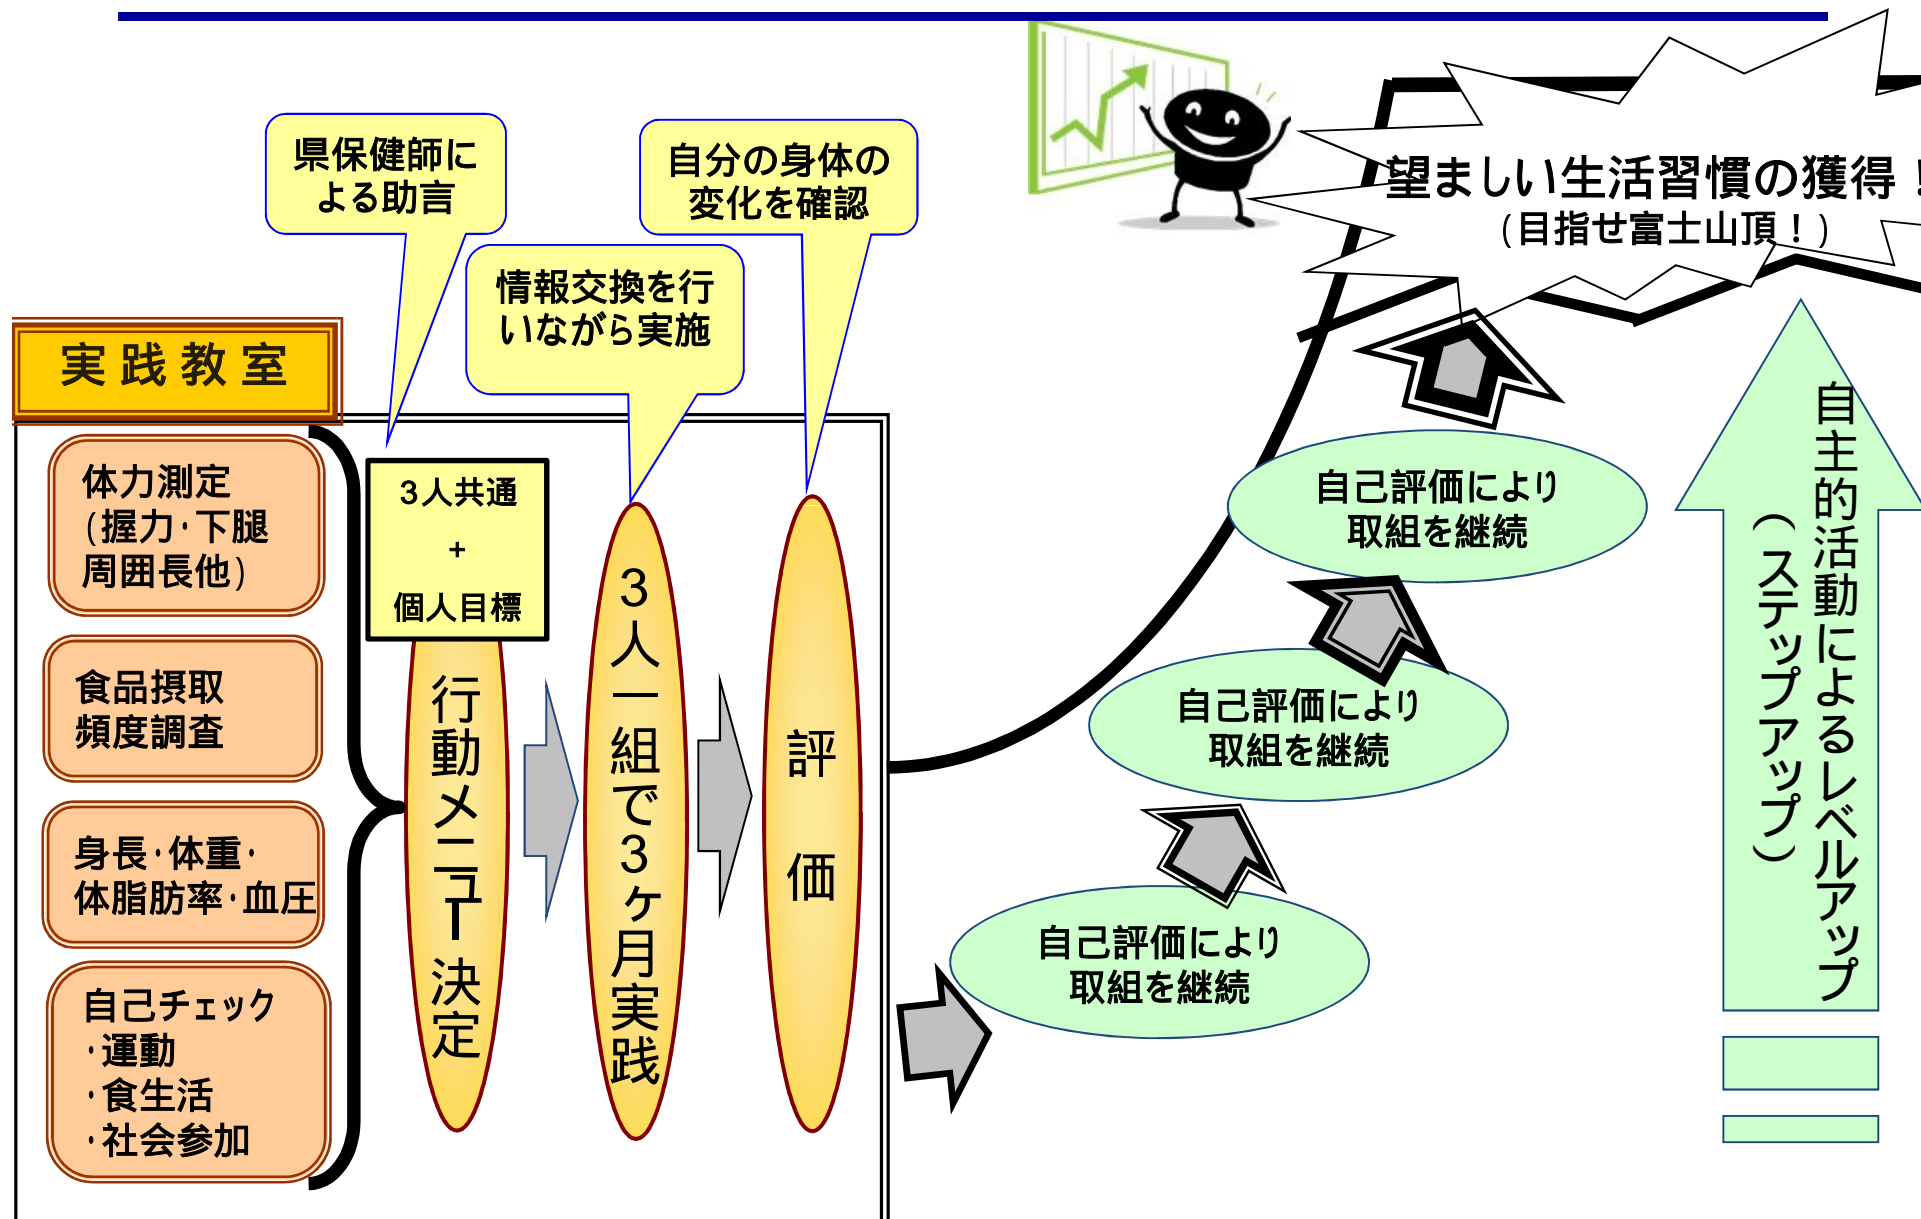 県保健師に
よる助言
自分の身体の
変化を確認
情報交換を行
いながら実施
望ましい生活習慣の獲得！
(目指せ富士山頂！)
実践教室
体力測定
(握力・下腿
周囲長他)
食品摂取
頻度調査
身長・体重・
体脂肪率・血圧
自己チェック
・運動
・食生活
・社会参加
3人共通
+
個人目標
行動メニュー決定
3人一組で3ヶ月実践
評価
自己評価により
取組を継続
自己評価により
取組を継続
自己評価により
取組を継続
自主的活動によるレベルアップ
(ステップアップ)